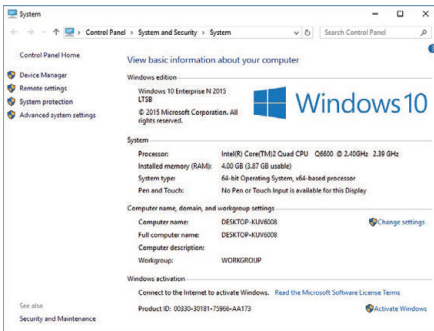 System
Control Panel > System and Security > System
Search Control Panel
Control Panel Home
Device Manager
Remote settings
System protection
Advanced system settings
View basic information about your computer
Windows edition
Windows 10 Enterprise N 2015
LTSB
© 2015 Microsoft Corporation. All
rights reserved.
Windows 10
System
Processor: Intel(R) Core(TM)2 Quad CPU Q6600 @ 2.40GHz 2.39 GHz
Installed memory (RAM): 4.00 GB (3.87 GB usable)
System type: 64-bit Operating System, x64-based processor
Pen and Touch: No Pen or Touch Input is available for this Display
Computer name, domain, and workgroup settings
Computer name: DESKTOP-KUV6008
Change settings
Full computer name: DESKTOP-KUV6008
Computer description:
Workgroup: WORKGROUP
Windows activation
Connect to the Internet to activate Windows. Read the Microsoft Software License Terms
Product ID: 00330-30181-75966-AA173
Activate Windows
See also
Security and Maintenance